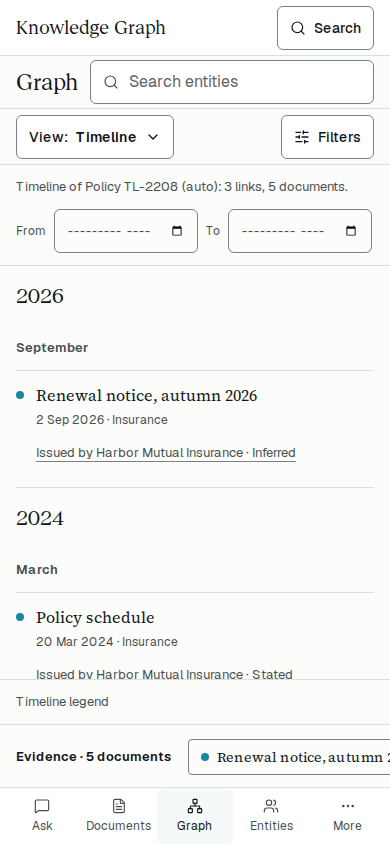 Knowledge Graph
Search
Graph
Search entities
View: Timeline
Filters
Timeline of Policy TL-2208 (auto): 3 links, 5 documents.
From --------- ---- To --------- ----
2026
September
Renewal notice, autumn 2026
2 Sep 2026 · Insurance
Issued by Harbor Mutual Insurance · Inferred
2024
March
Policy schedule
20 Mar 2024 · Insurance
Issued by Harbor Mutual Insurance · Stated
Timeline legend
Evidence · 5 documents
Renewal notice, autumn 2
Ask
Documents
Graph
Entities
More